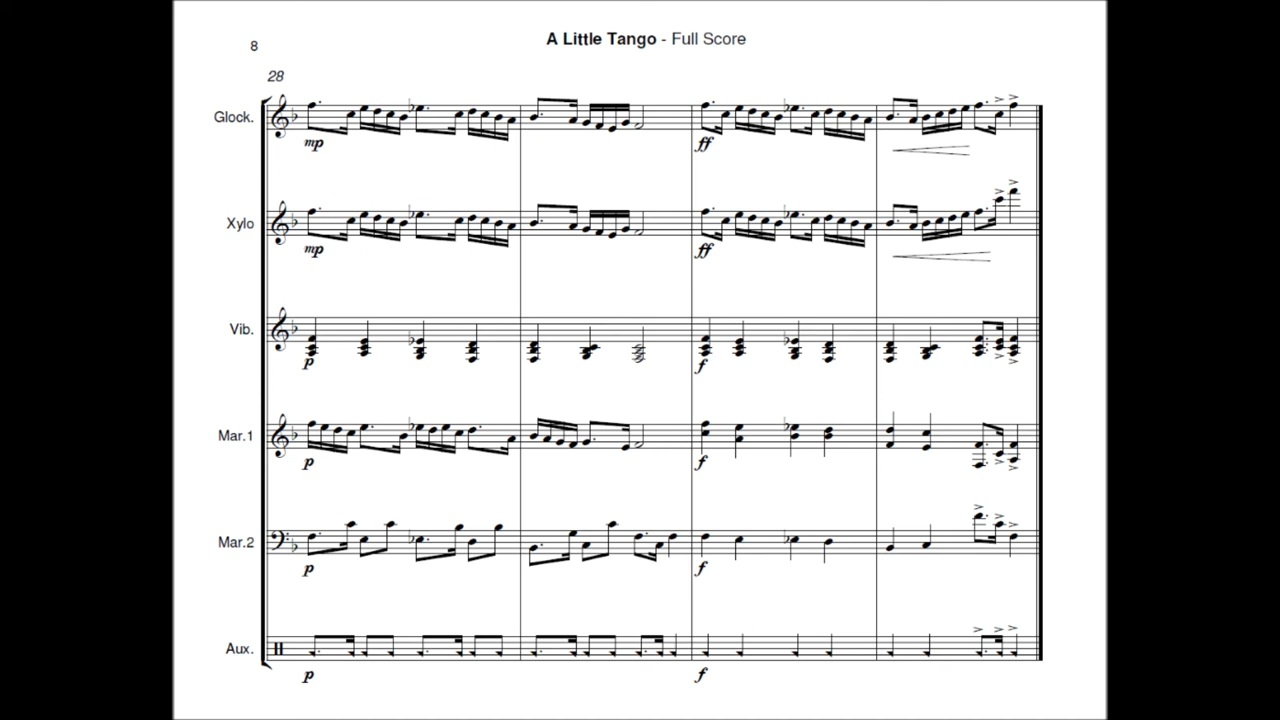 8
A Little Tango - Full Score
28
Glock.
mp
ff
Xylo
mp
ff
Vib.
p
f
Mar.1
p
f
Mar.2
p
f
Aux.
p
f